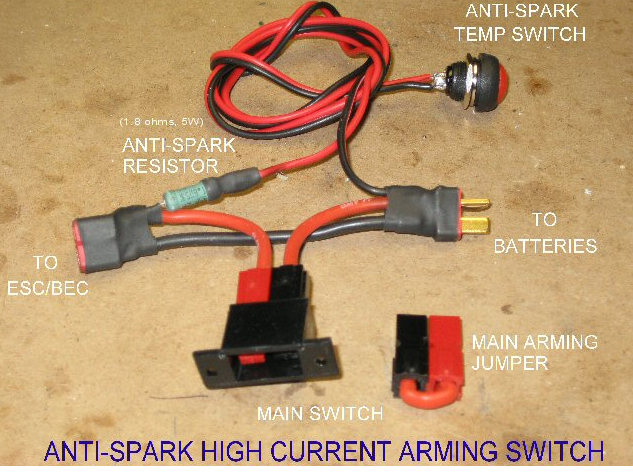 ANTI-SPARK
TEMP SWITCH
(1-8 ohms, 5W)
ANTI-SPARK
RESISTOR
TO
BATTERIES
TO
ESC/BEC
MAIN ARMING
JUMPER
MAIN SWITCH
ANTI-SPARK HIGH CURRENT ARMING SWITCH